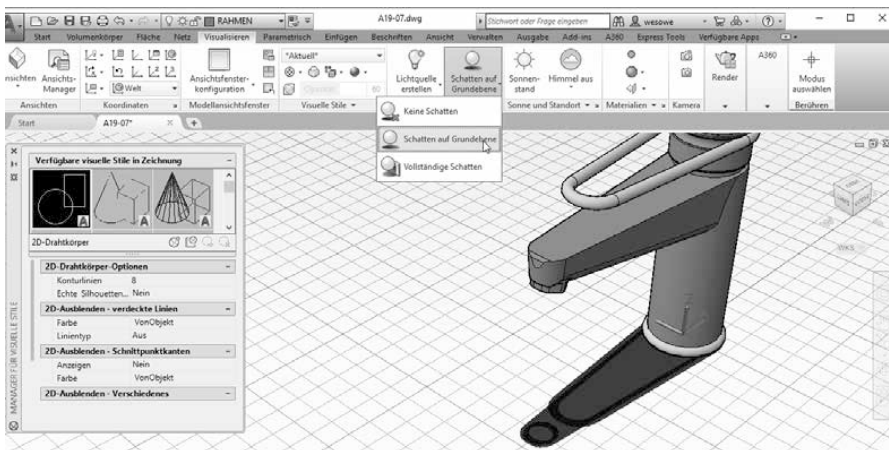 RAHMEN
A19-07.dwg
Stichwort oder Frage eingeben
wesowe
Start Volumenkörper Fläche Netz Visualisieren Parametrisch Einfügen Beschriften Ansicht Verwalten Ausgabe Add-ins A360 Express Tools Verfügbare Apps
*Aktuell*
Ansichts-
Manager
Welt
Ansichtsfenster-
konfiguration
60
Lichtquelle
erstellen
Schatten auf
Grundebene
Sonnen-
stand
Himmel aus
Render
A360
Modus
auswählen
Ansichten Koordinaten Modellansichtsfenster Visuelle Stile Sonne und Standort Materialien Kamera Berühren
Keine Schatten
Schatten auf Grundebene
Vollständige Schatten
Start A19-07*
Verfügbare visuelle Stile in Zeichnung
2D-Drahtkörper
2D-Drahtkörper-Optionen
Konturlinien 8
Echte Silhouetten... Nein
2D-Ausblenden - verdeckte Linien
Farbe VonObjekt
Linientyp Aus
2D-Ausblenden - Schnittpunktkanten
Anzeigen Nein
Farbe VonObjekt
2D-Ausblenden - Verschiedenes
MANAGER FÜR VISUELLE STILE
WKS